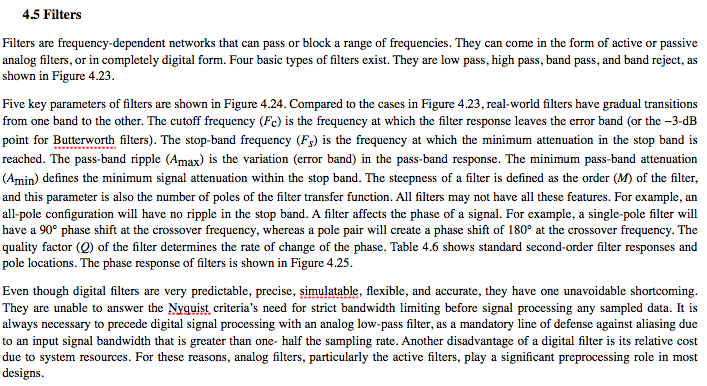 4.5 Filters
Filters are frequency-dependent networks that can pass or block a range of frequencies. They can come in the form of active or passive
analog filters, or in completely digital form. Four basic types of filters exist. They are low pass, high pass, band pass, and band reject, as
shown in Figure 4.23.
Five key parameters of filters are shown in Figure 4.24. Compared to the cases in Figure 4.23, real-world filters have gradual transitions
from one band to the other. The cutoff frequency (FC) is the frequency at which the filter response leaves the error band (or the −3-dB
point for Butterworth filters). The stop-band frequency (Fs) is the frequency at which the minimum attenuation in the stop band is
reached. The pass-band ripple (Amax) is the variation (error band) in the pass-band response. The minimum pass-band attenuation
(Amin) defines the minimum signal attenuation within the stop band. The steepness of a filter is defined as the order (M) of the filter,
and this parameter is also the number of poles of the filter transfer function. All filters may not have all these features. For example, an
all-pole configuration will have no ripple in the stop band. A filter affects the phase of a signal. For example, a single-pole filter will
have a 90° phase shift at the crossover frequency, whereas a pole pair will create a phase shift of 180° at the crossover frequency. The
quality factor (Q) of the filter determines the rate of change of the phase. Table 4.6 shows standard second-order filter responses and
pole locations. The phase response of filters is shown in Figure 4.25.
Even though digital filters are very predictable, precise, simulatable, flexible, and accurate, they have one unavoidable shortcoming.
They are unable to answer the Nyquist criteria's need for strict bandwidth limiting before signal processing any sampled data. It is
always necessary to precede digital signal processing with an analog low-pass filter, as a mandatory line of defense against aliasing due
to an input signal bandwidth that is greater than one- half the sampling rate. Another disadvantage of a digital filter is its relative cost
due to system resources. For these reasons, analog filters, particularly the active filters, play a significant preprocessing role in most
designs.